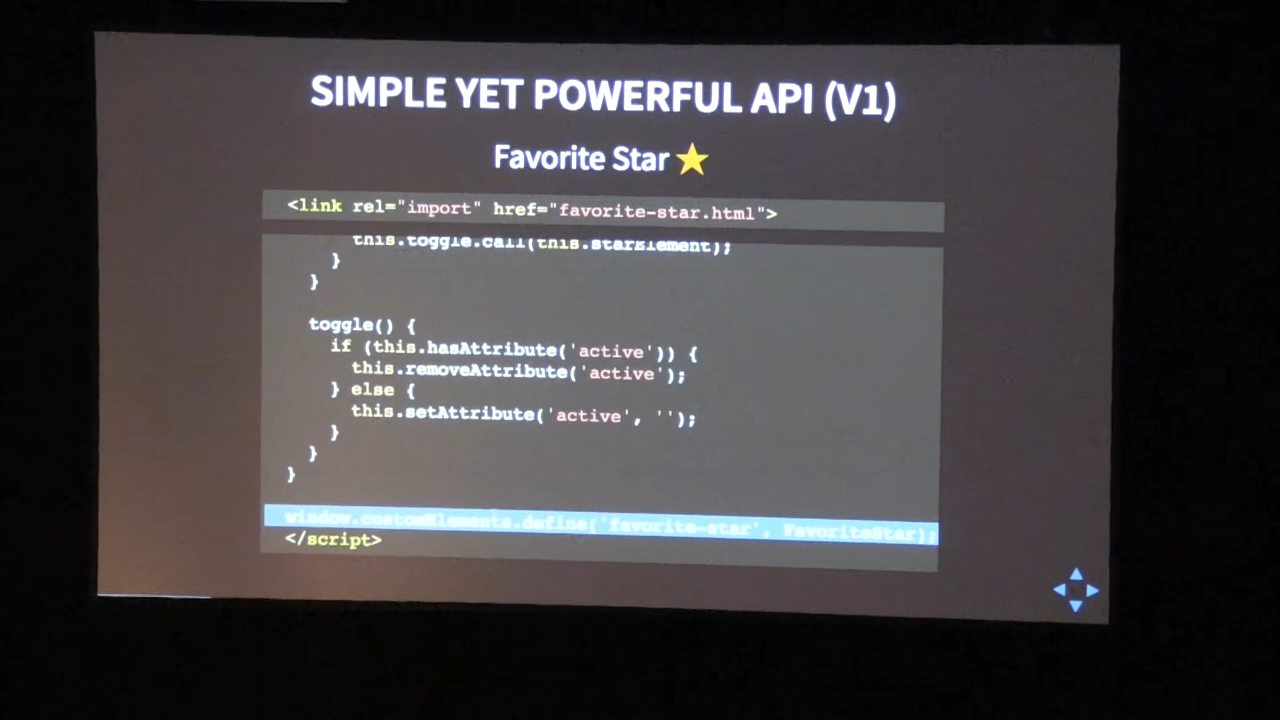 SIMPLE YET POWERFUL API (V1)
Favorite Star
<link rel="import" href="favorite-star.html">
this.toggle.call(this.starElement);
}
}
toggle() {
if (this.hasAttribute('active')) {
this.removeAttribute('active');
} else {
this.setAttribute('active', '');
}
}
}
window.customElements.define('favorite-star', FavoriteStar);
</script>